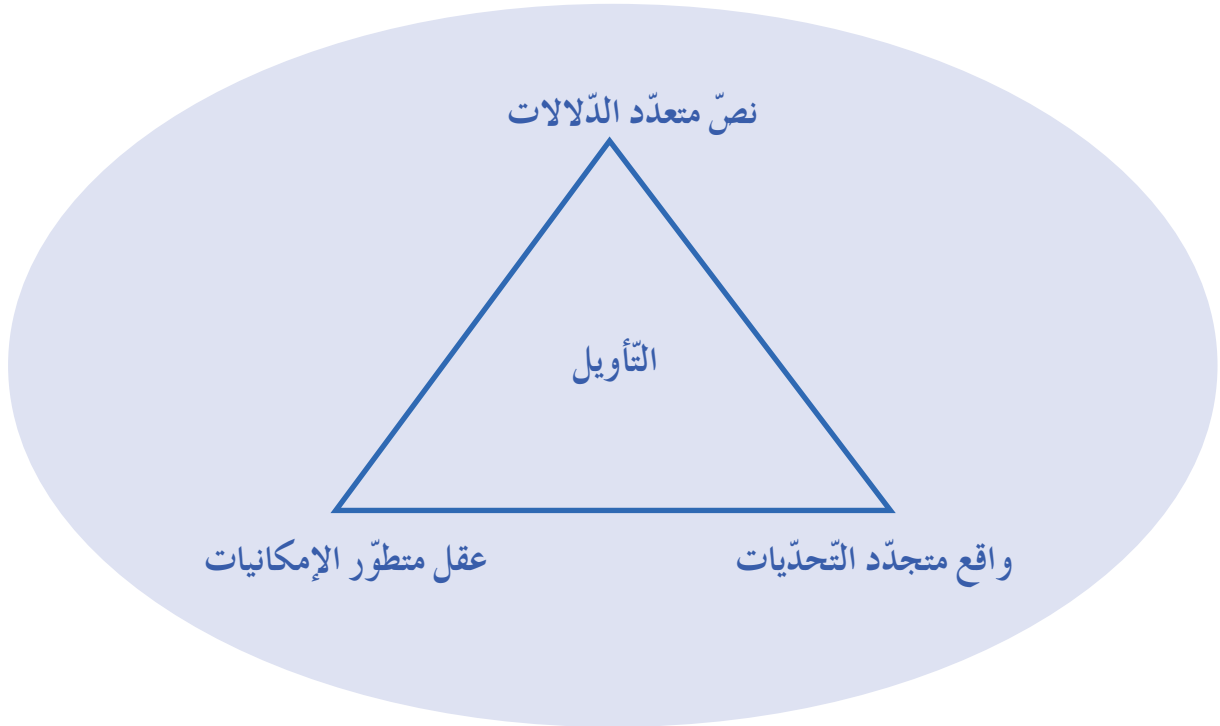 نصّ متعدّد الدّلالات
التّأويل
واقع متجدّد التّحدّيات
عقل متطوّر الإمكانيات